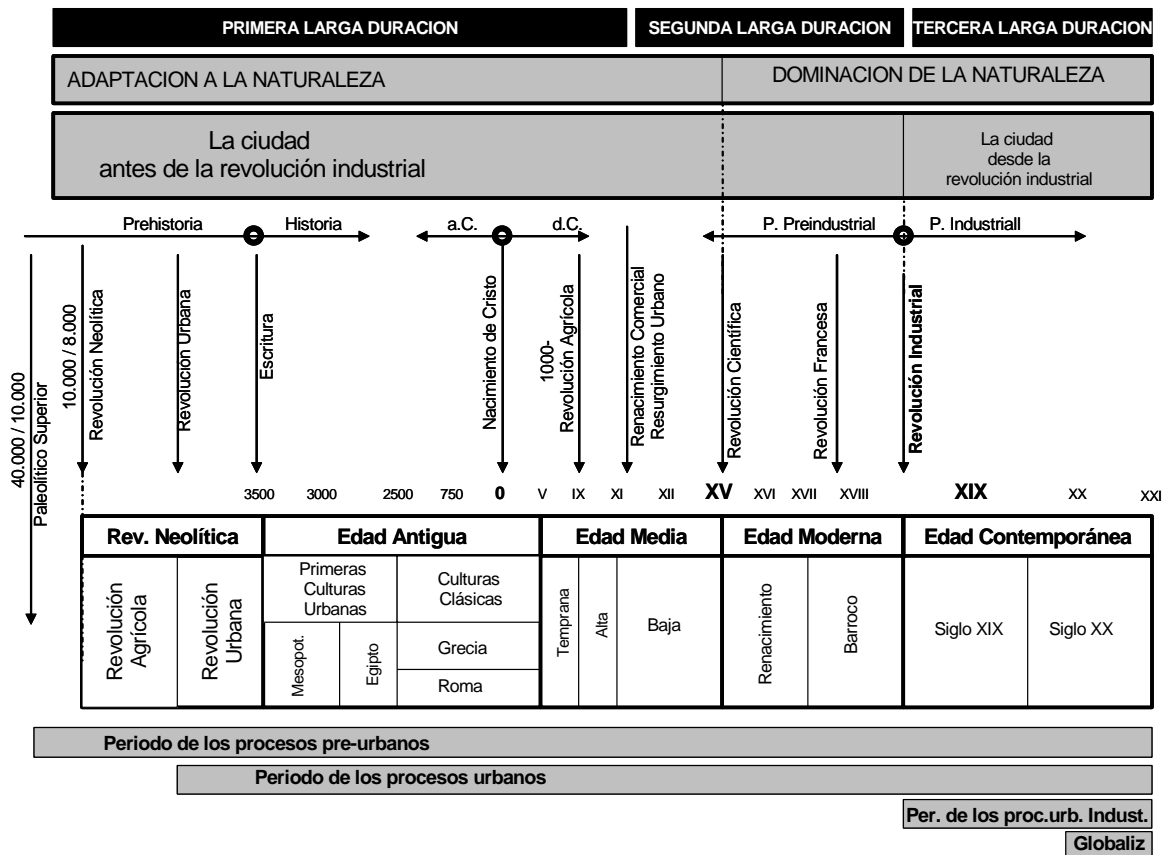 PRIMERA LARGA DURACION
SEGUNDA LARGA DURACION
TERCERA LARGA DURACION
ADAPTACION A LA NATURALEZA
DOMINACION DE LA NATURALEZA
La ciudad
antes de la revolución industrial
La ciudad
desde la
revolución industrial
Prehistoria
Historia
a.C.
d.C.
P. Preindustrial
P. Industriall
40.000 / 10.000
Paleolítico Superior
10.000 / 8.000
Revolución Neolítica
Revolución Urbana
Escritura
Nacimiento de Cristo
1000-
Revolución Agrícola
Renacimiento Comercial
Resurgimiento Urbano
Revolución Científica
Revolución Francesa
Revolución Industrial
3500
3000
2500
750
0
V
IX
XI
XII
XV
XVI
XVII
XVIII
XIX
XX
XXI
Rev. Neolítica
Edad Antigua
Edad Media
Edad Moderna
Edad Contemporánea
Revolución
Agrícola
Revolución
Urbana
Primeras
Culturas
Urbanas
Mesopot.
Egipto
Culturas
Clásicas
Grecia
Roma
Temprana
Alta
Baja
Renacimiento
Barroco
Siglo XIX
Siglo XX
Periodo de los procesos pre-urbanos
Periodo de los procesos urbanos
Per. de los proc.urb. Indust.
Globaliz